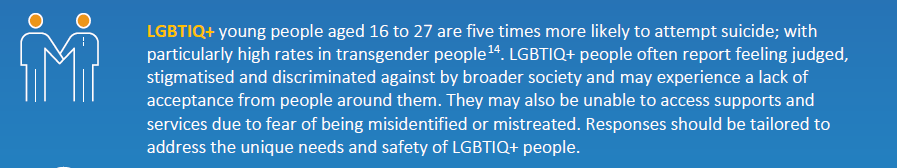 LGBTIQ+ young people aged 16 to 27 are five times more likely to attempt suicide; with
particularly high rates in transgender people14. LGBTIQ+ people often report feeling judged,
stigmatised and discriminated against by broader society and may experience a lack of
acceptance from people around them. They may also be unable to access supports and
services due to fear of being misidentified or mistreated. Responses should be tailored to
address the unique needs and safety of LGBTIQ+ people.